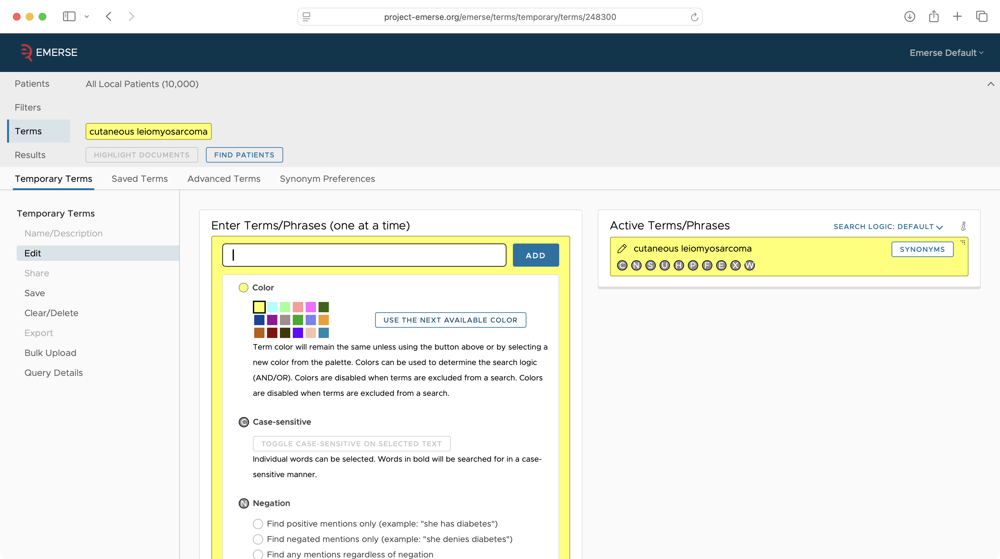 project-emerse.org/emerse/terms/temporary/terms/248300
EMERSE
Emerse Default
Patients
All Local Patients (10,000)
Filters
Terms
cutaneous leiomyosarcoma
Results
HIGHLIGHT DOCUMENTS
FIND PATIENTS
Temporary Terms
Saved Terms
Advanced Terms
Synonym Preferences
Temporary Terms
Name/Description
Edit
Share
Save
Clear/Delete
Export
Bulk Upload
Query Details
Enter Terms/Phrases (one at a time)
ADD
Color
USE THE NEXT AVAILABLE COLOR
Term color will remain the same unless using the button above or by selecting a
new color from the palette. Colors can be used to determine the search logic
(AND/OR). Colors are disabled when terms are excluded from a search. Colors
are disabled when terms are excluded from a search.
C Case-sensitive
TOGGLE CASE-SENSITIVE ON SELECTED TEXT
Individual words can be selected. Words in bold will be searched for in a case-
sensitive manner.
N Negation
Find positive mentions only (example: "she has diabetes")
Find negated mentions only (example: "she denies diabetes")
Find any mentions regardless of negation
Active Terms/Phrases
SEARCH LOGIC: DEFAULT
i
cutaneous leiomyosarcoma
SYNONYMS
C N S U H P F E X W